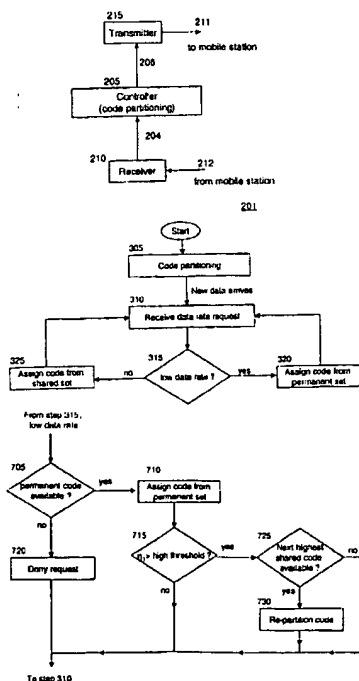 215
211
Transmitter
to mobile station
206
205
Controller
(code partitioning)
204
210
212
Receiver
from mobile station
201
Start
305
Code partitioning
New data arrives
310
Receive data rate request
325
315
320
Assign code from
shared set
no
low data rate ?
yes
Assign code from
permanent set
From step 315,
low data rate
705
permanent code
available ?
yes
710
Assign code from
permanent set
no
715
> high threshold ?
yes
725
Next highest
shared code
available ?
no
720
Deny request
no
yes
730
Re-partition code
To step 310